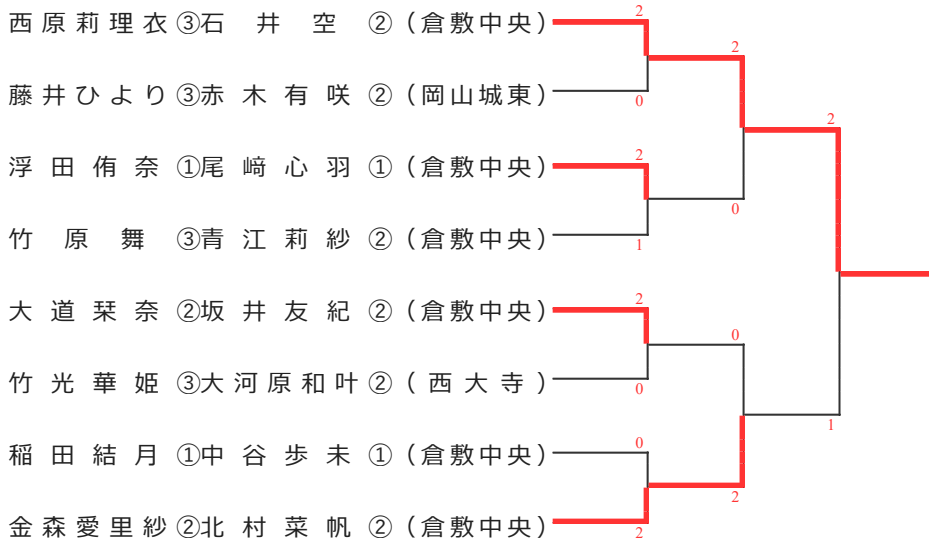 西原莉理衣③石井空②(倉敷中央)
2
2
藤井ひより③赤木有咲②(岡山城東)
0
2
浮田侑奈①尾﨑心羽①(倉敷中央)
2
0
竹原舞③青江莉紗②(倉敷中央)
1
大道栞奈②坂井友紀②(倉敷中央)
2
0
竹光華姫③大河原和叶②(西大寺)
0
1
稲田結月①中谷歩未①(倉敷中央)
0
2
金森愛里紗②北村菜帆②(倉敷中央)
2